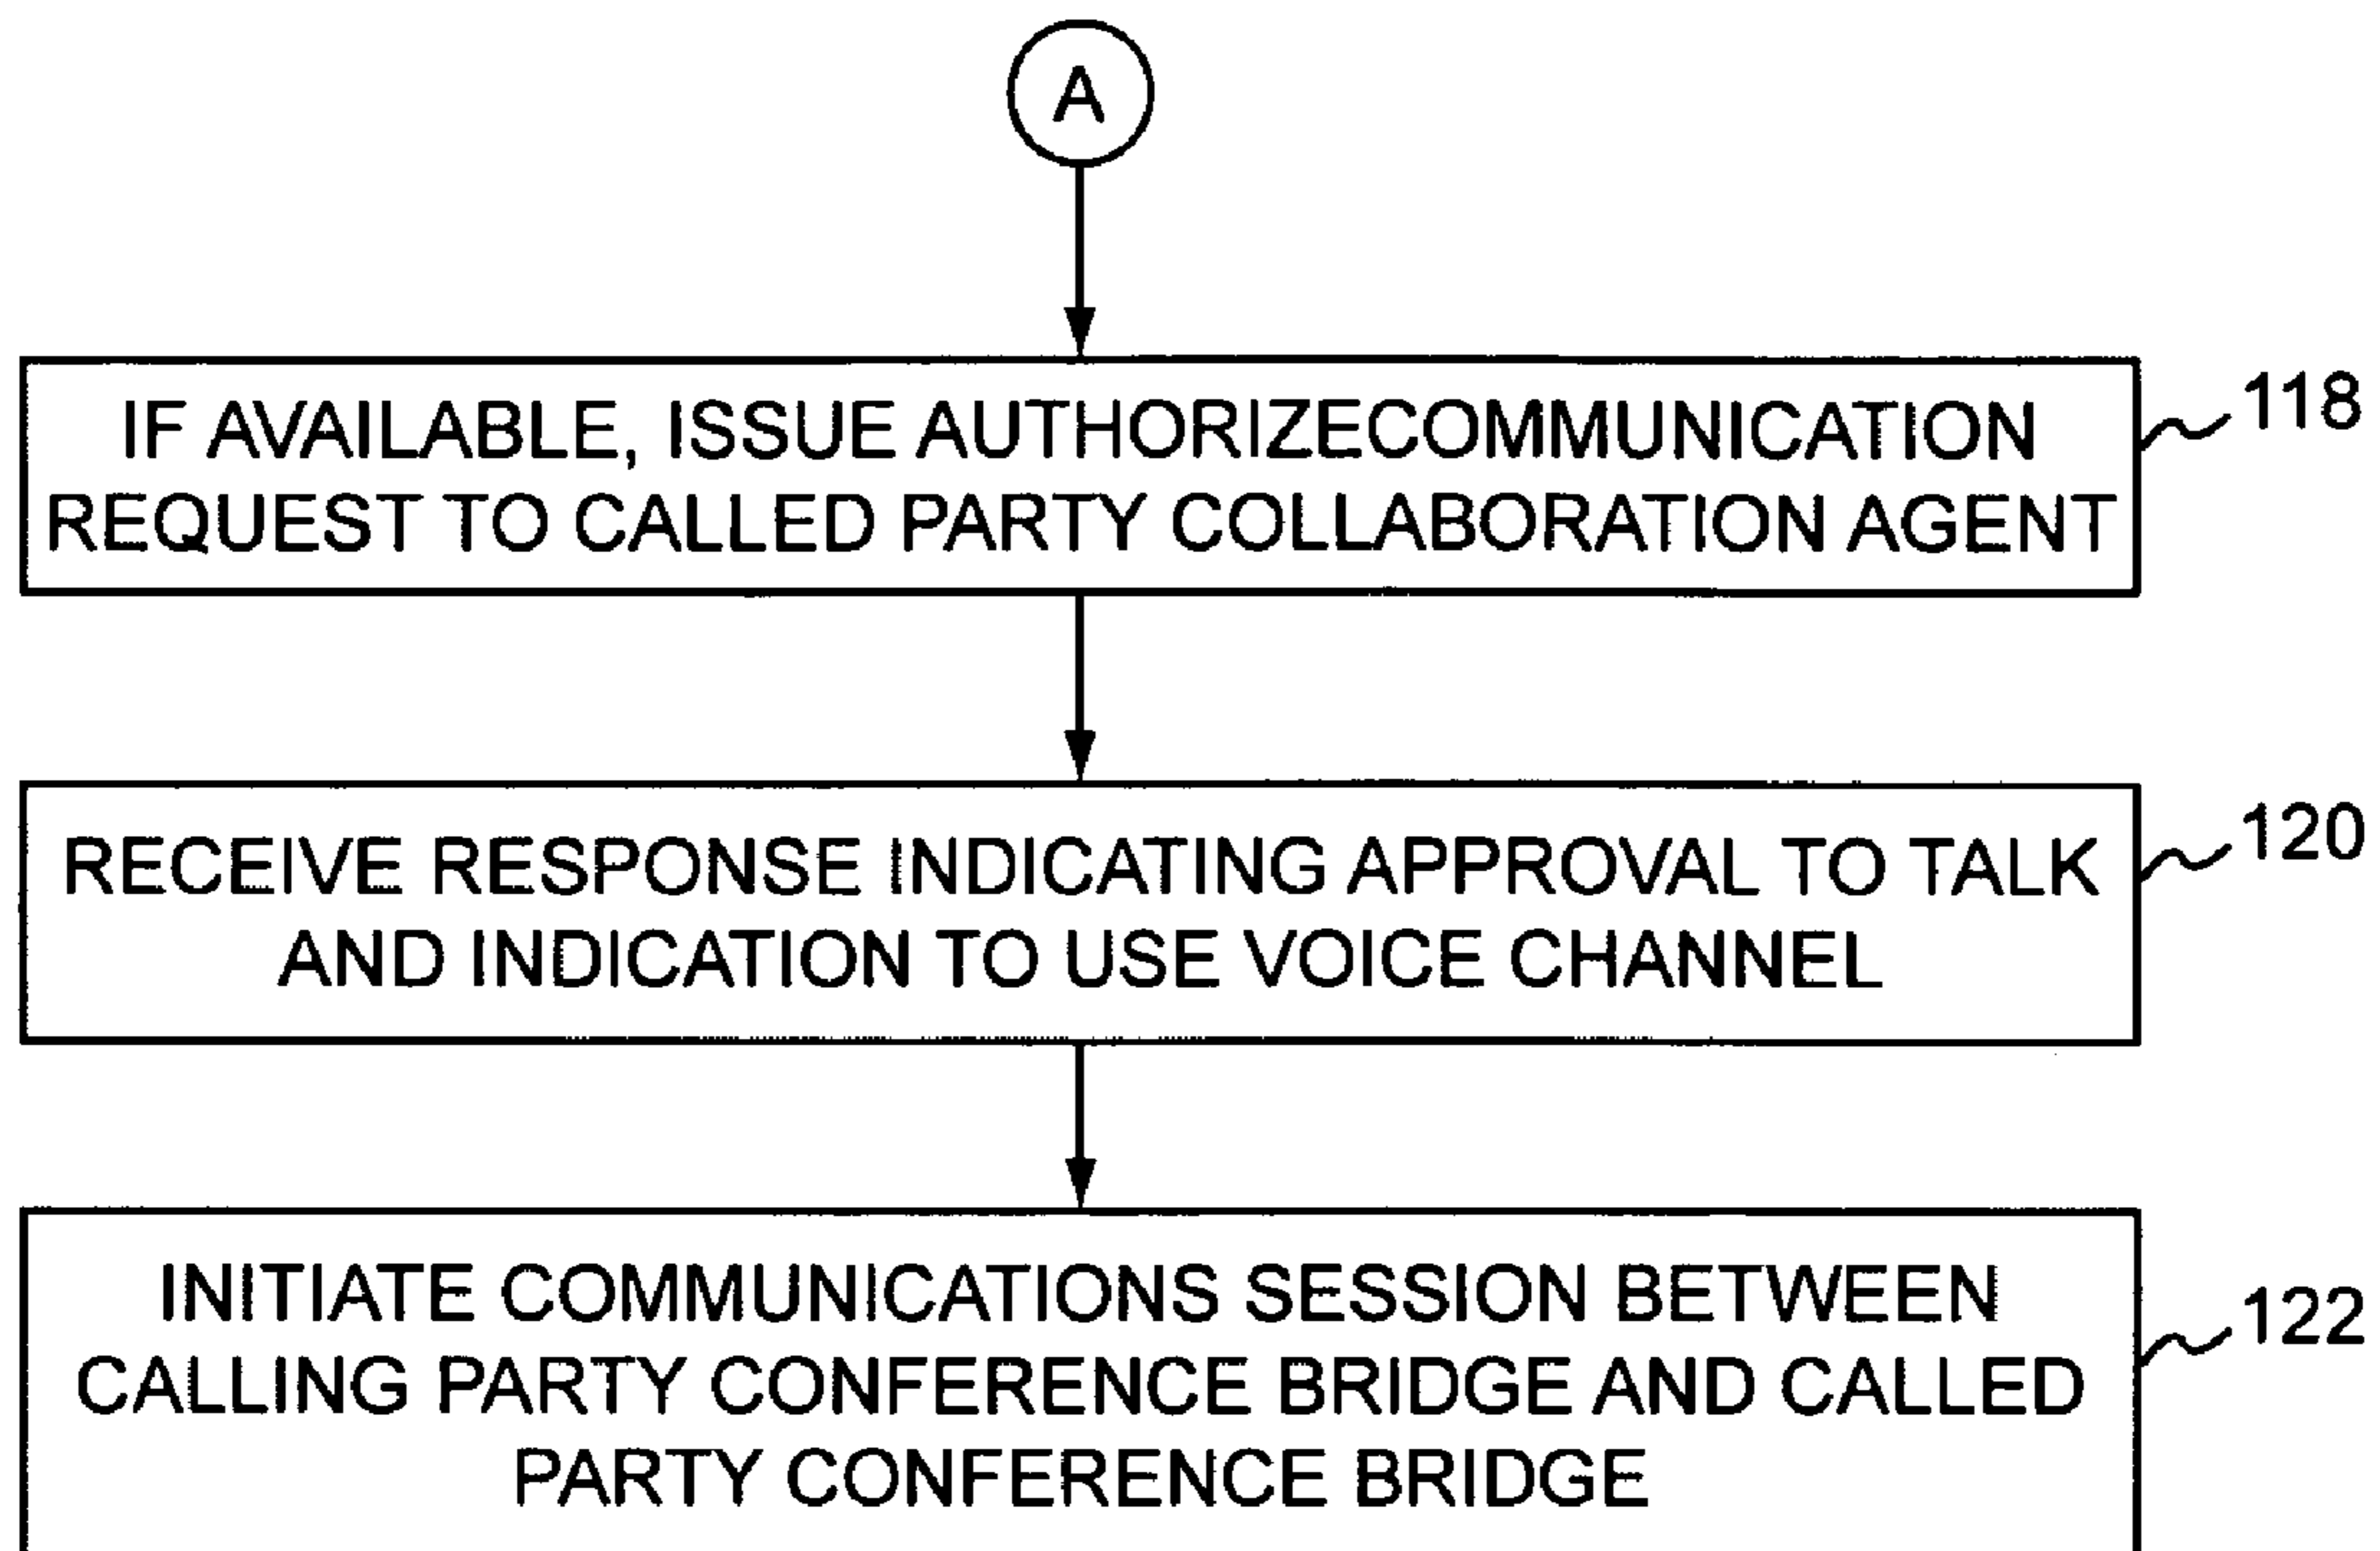 A
IF AVAILABLE, ISSUE AUTHORIZECOMMUNICATION
REQUEST TO CALLED PARTY COLLABORATION AGENT
118
RECEIVE RESPONSE INDICATING APPROVAL TO TALK
AND INDICATION TO USE VOICE CHANNEL
120
INITIATE COMMUNICATIONS SESSION BETWEEN
CALLING PARTY CONFERENCE BRIDGE AND CALLED
PARTY CONFERENCE BRIDGE
122